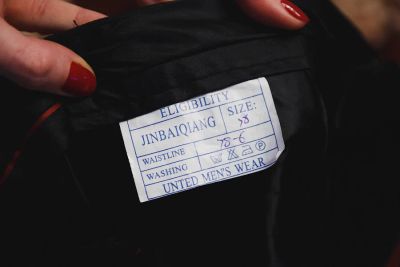 ELIGIBILITY
JINBAIQIANG SIZE:
WAISTLINE
WASHING
UNTED MEN'S WEAR